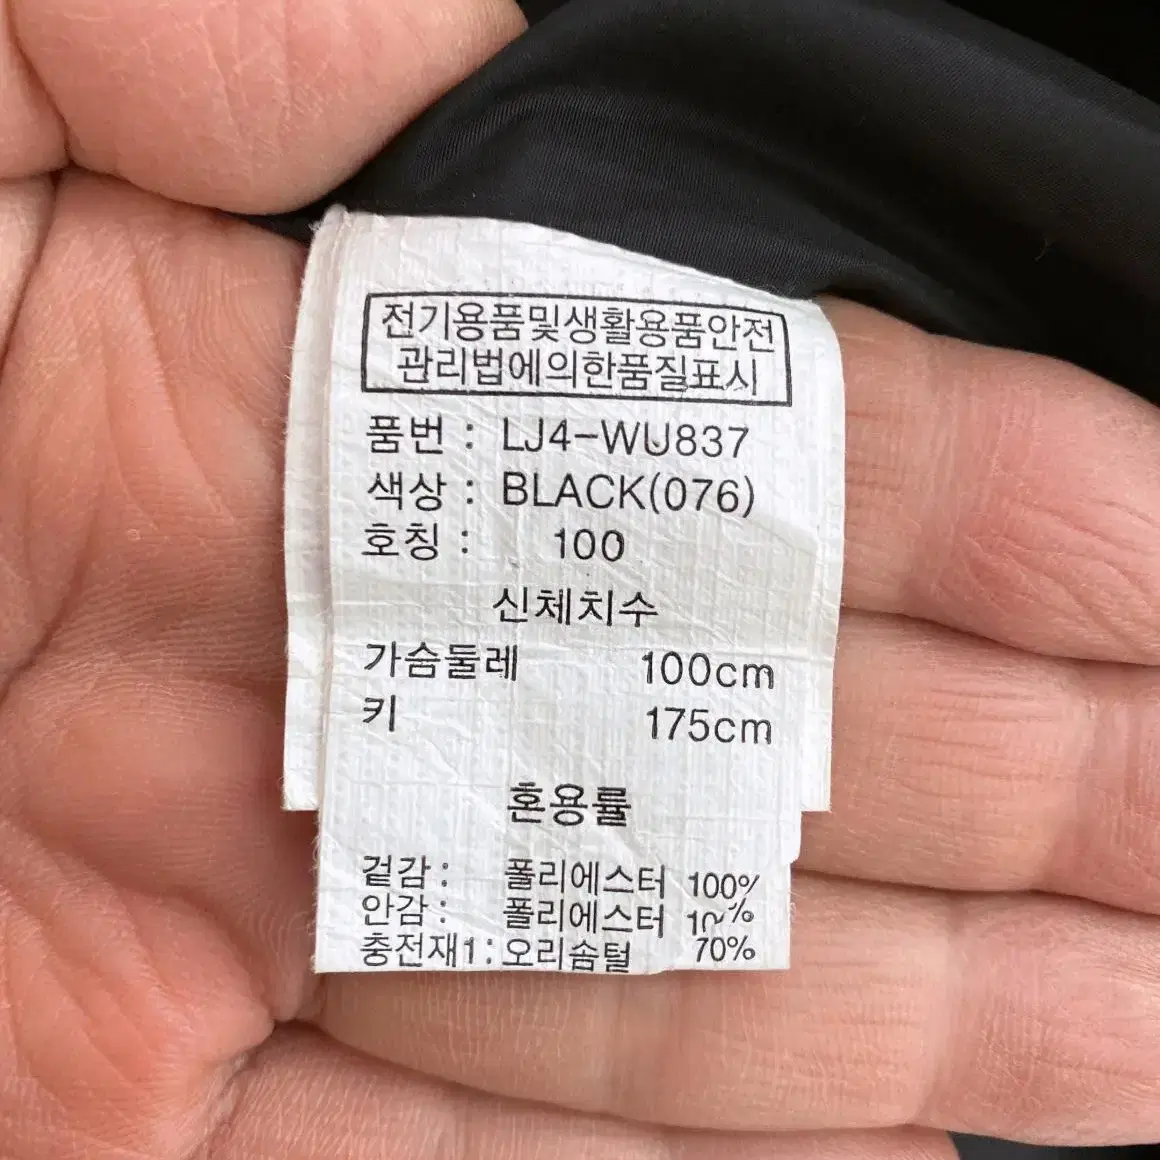 전기용품및생활용품안전
관리법에의한품질표시
품번 : LJ4-WU837
색상 : BLACK(076)
호칭 : 100
신체치수
가슴둘레 100cm
키 175cm
혼용률
겉감 : 폴리에스터 100%
안감 : 폴리에스터
충전재1 : 오리솜털 70%